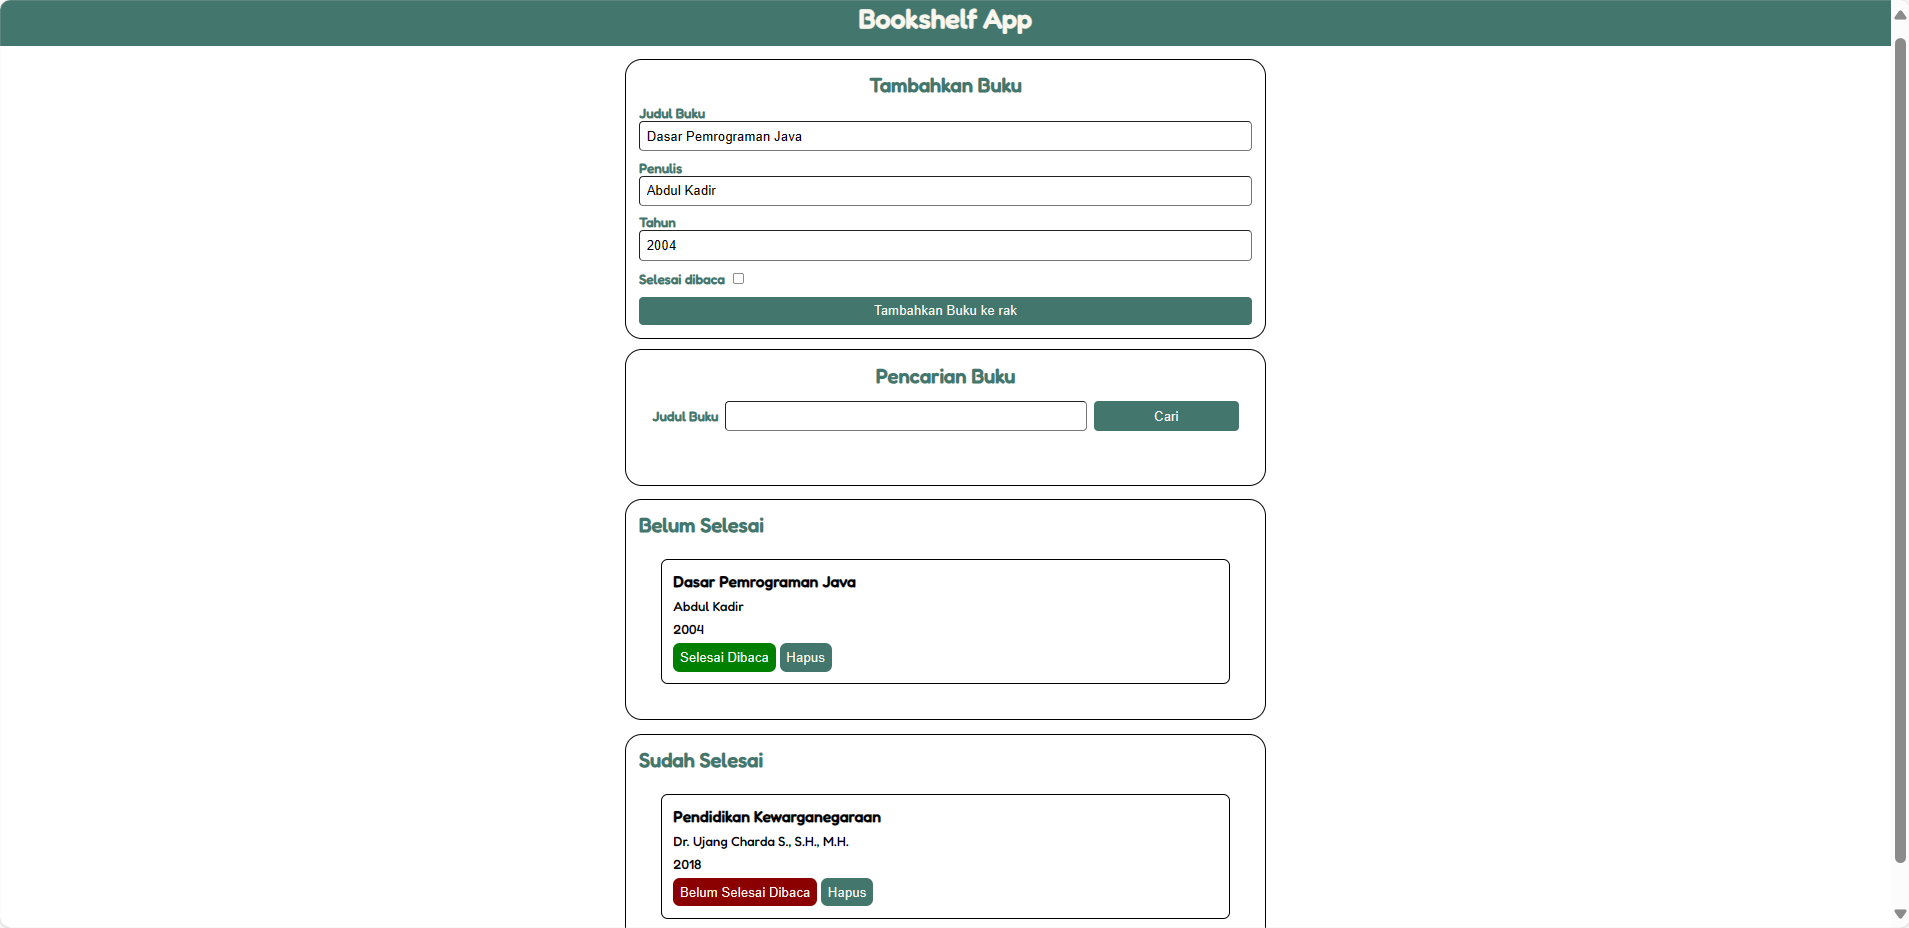 Bookshelf App
Tambahkan Buku
Judul Buku
Dasar Pemrograman Java
Penulis
Abdul Kadir
Tahun
2004
Selesai dibaca
Tambahkan Buku ke rak
Pencarian Buku
Judul Buku Cari
Belum Selesai
Dasar Pemrograman Java
Abdul Kadir
2004
Selesai Dibaca Hapus
Sudah Selesai
Pendidikan Kewarganegaraan
Dr. Ujang Charda S., S.H., M.H.
2018
Belum Selesai Dibaca Hapus